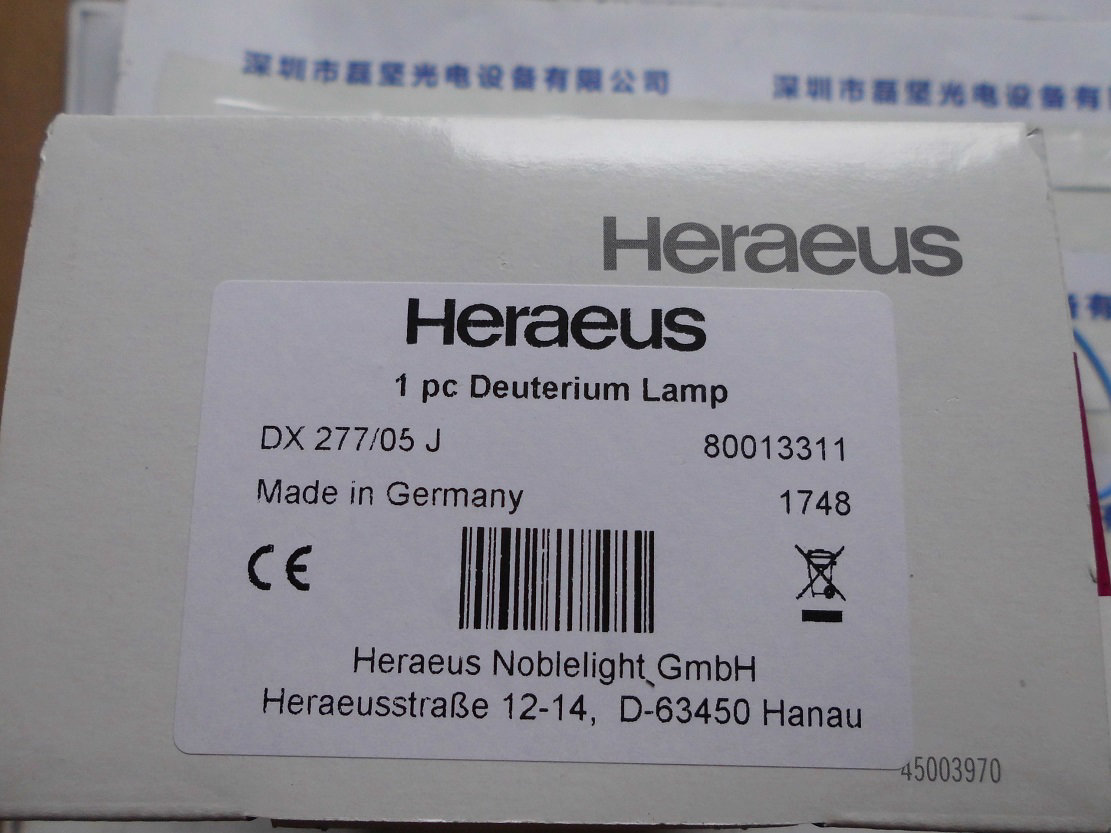 深圳市磊坚光电设备有限公司
深圳市磊坚光电设备有
Heraeus
备有
Heraeus
1 pc Deuterium Lamp
DX 277/05 J 80013311
Made in Germany 1748
CE
Heraeus Noblelight GmbH
Heraeusstraße 12-14, D-63450 Hanau
45003970